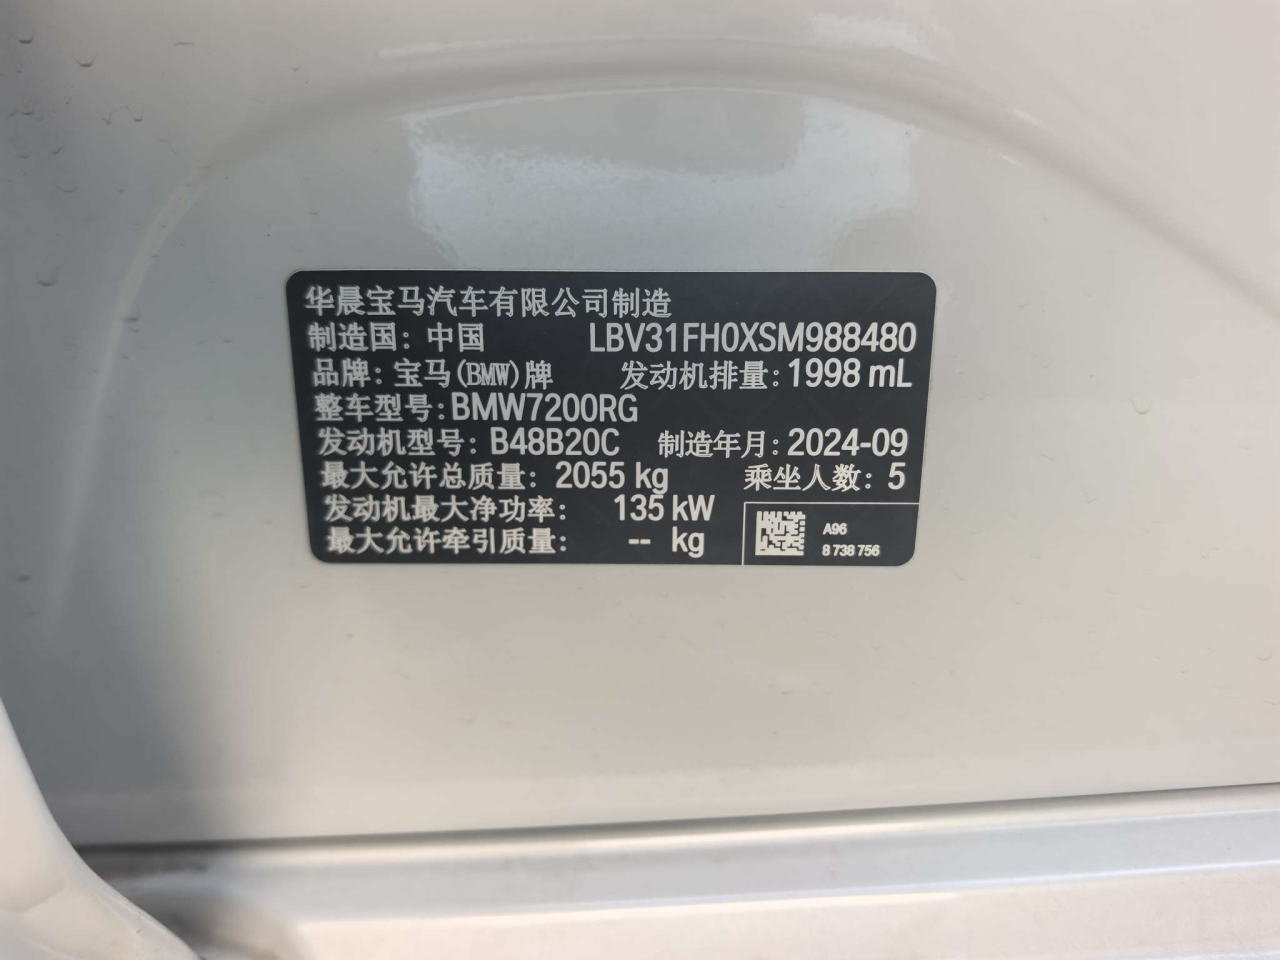 华晨宝马汽车有限公司制造
制造国：中国 LBV31FH0XSM988480
品牌：宝马(BMW)牌 发动机排量：1998 mL
整车型号：BMW7200RG
发动机型号：B48B20C 制造年月：2024-09
最大允许总质量：2055 kg 乘坐人数：5
发动机最大净功率：135 kW
最大允许牵引质量：-- kg
A96
8 738 756